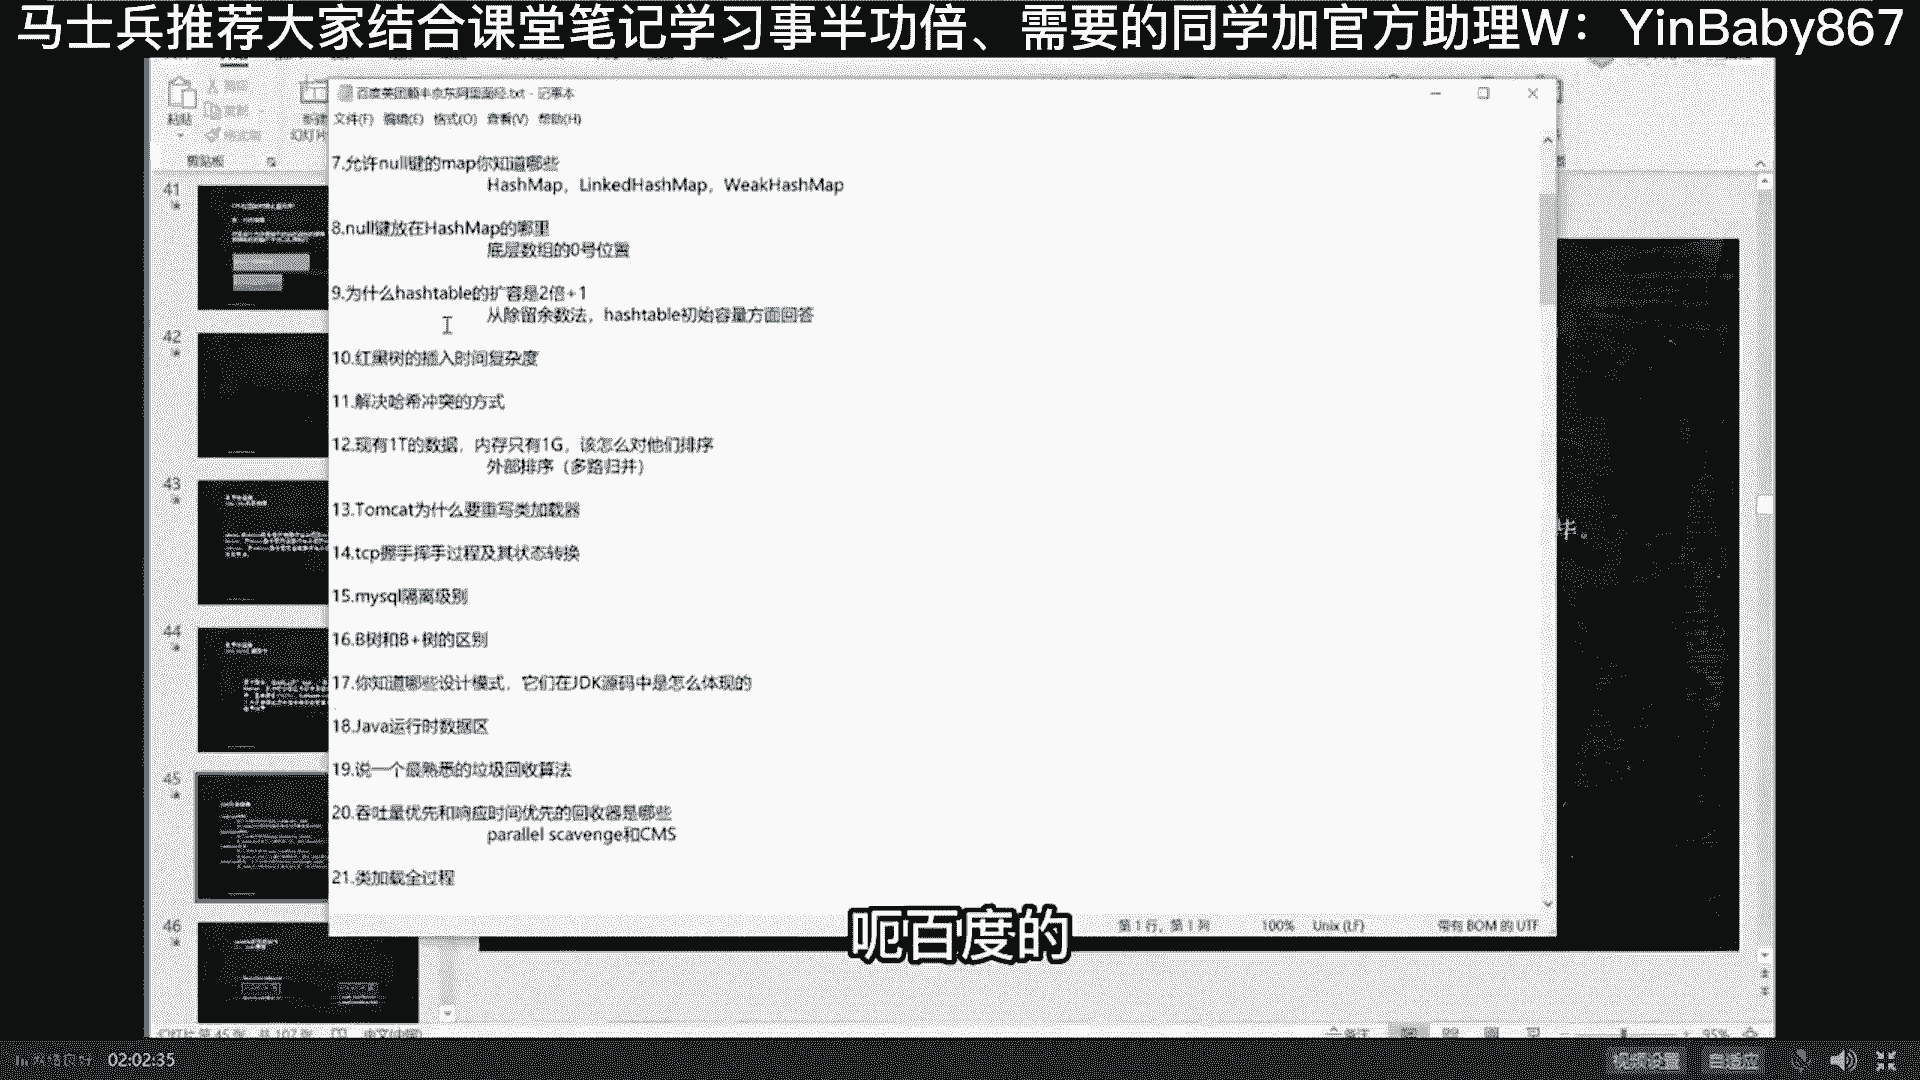 马士兵推荐大家结合课堂笔记学习事半功倍、需要的同学加官方助理W：YinBaby867
百度美团顺丰京东阿里面经.txt - 记事本
文件(F) 编辑(E) 格式(O) 查看(V) 帮助(H)
粘贴
剪贴板
7.允许null键的map你知道哪些
HashMap，LinkedHashMap，WeakHashMap
8.null键放在HashMap的哪里
底层数组的0号位置
9.为什么hashtable的扩容是2倍+1
从除留余数法，hashtable初始容量方面回答
10.红黑树的插入时间复杂度
11.解决哈希冲突的方式
12.现有1T的数据，内存只有1G，该怎么对他们排序
外部排序（多路归并）
13.Tomcat为什么要重写类加载器
14.tcp握手挥手过程及其状态转换
15.mysql隔离级别
16.B树和B+树的区别
17.你知道哪些设计模式，它们在JDK源码中是怎么体现的
18.Java运行时数据区
19.说一个最熟悉的垃圾回收算法
20.吞吐量优先和响应时间优先的回收器是哪些
parallel scavenge和CMS
21.类加载全过程
41
42
43
44
45
46
毕。
第 1 行，第 1 列 100% Unix (LF) 带有 BOM 的 UTF
呃百度的
95%
02:02:35
视频设置 自适应